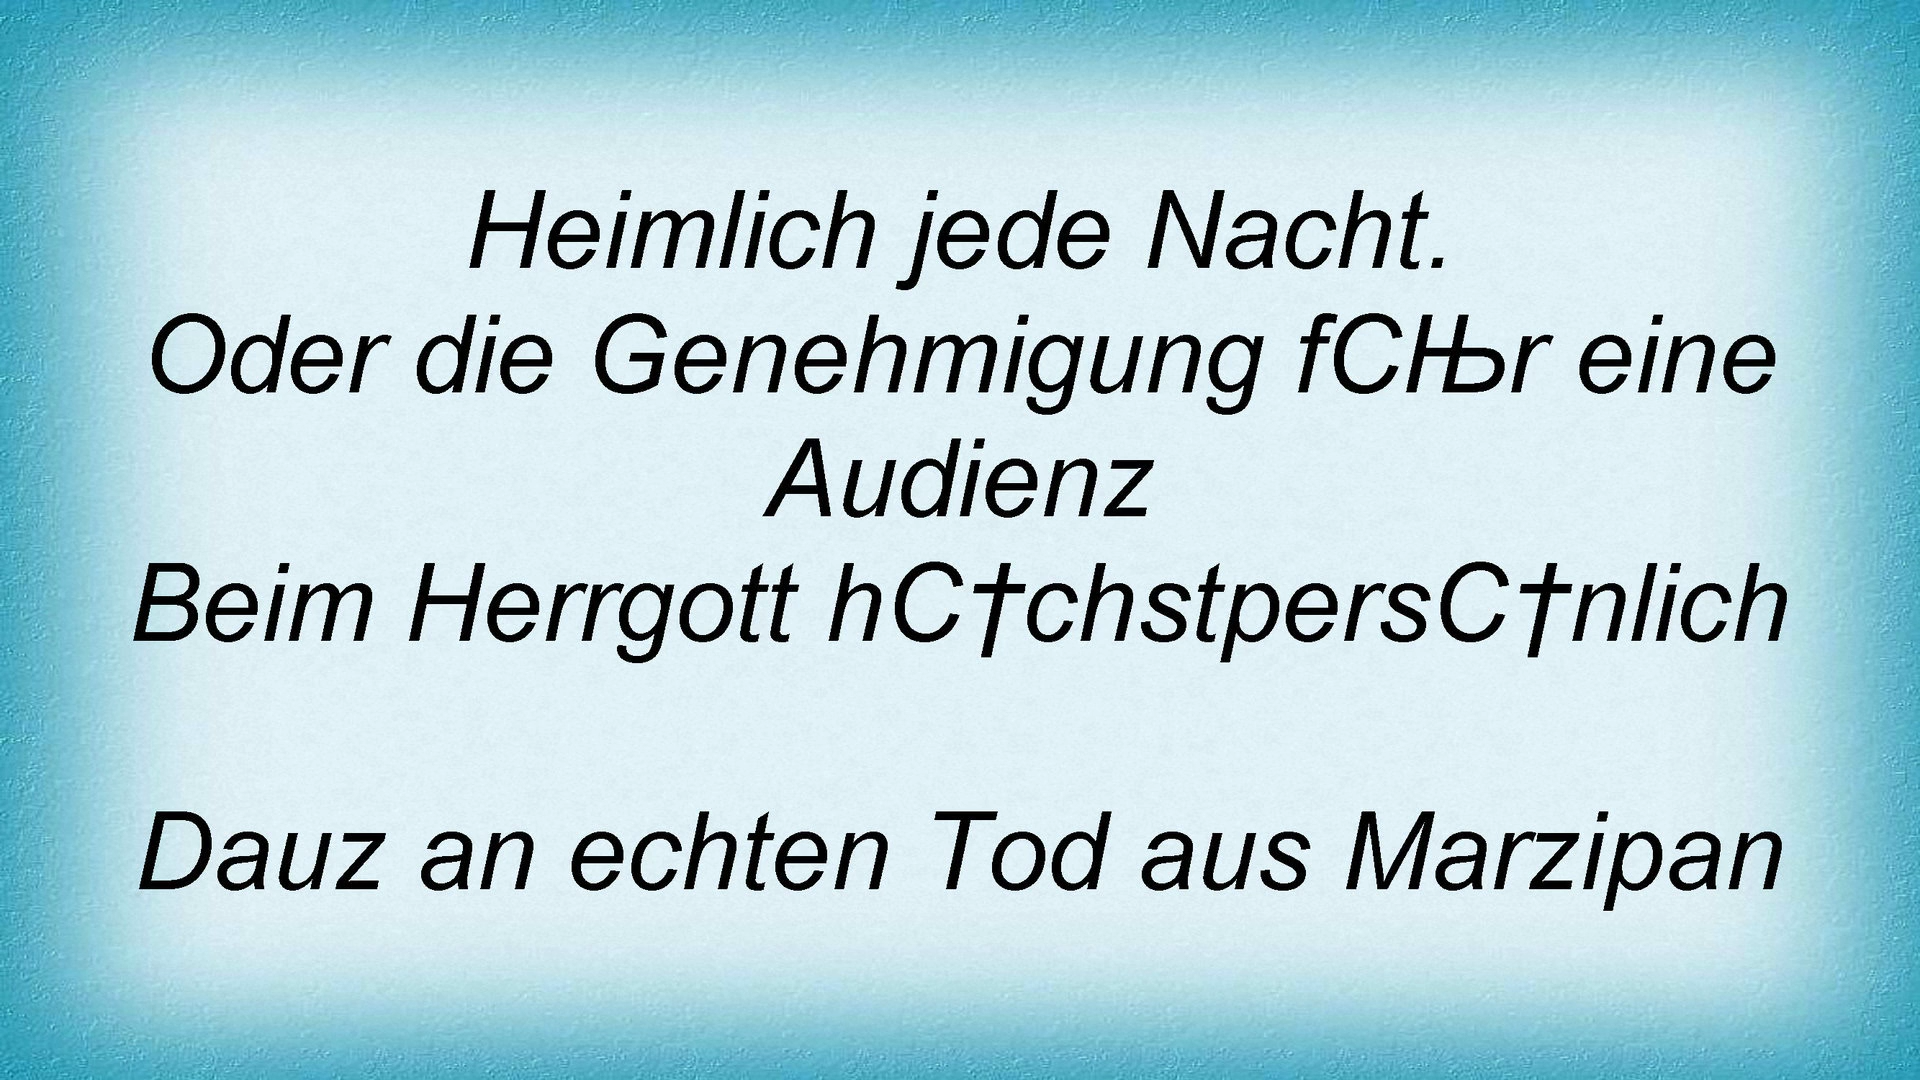 Heimlich jede Nacht.
Oder die Genehmigung fCЊr eine
Audienz
Beim Herrgott hC†chstpersC†nlich
Dauz an echten Tod aus Marzipan